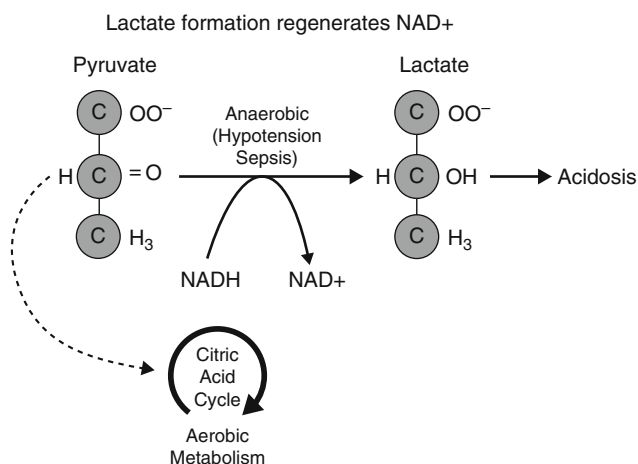 Lactate formation regenerates NAD+
Pyruvate
C OO⁻
H C =O
C H₃
Anaerobic
(Hypotension
Sepsis)
NADH
NAD+
Lactate
C OO⁻
H C OH
C H₃
Acidosis
Citric
Acid
Cycle
Aerobic
Metabolism